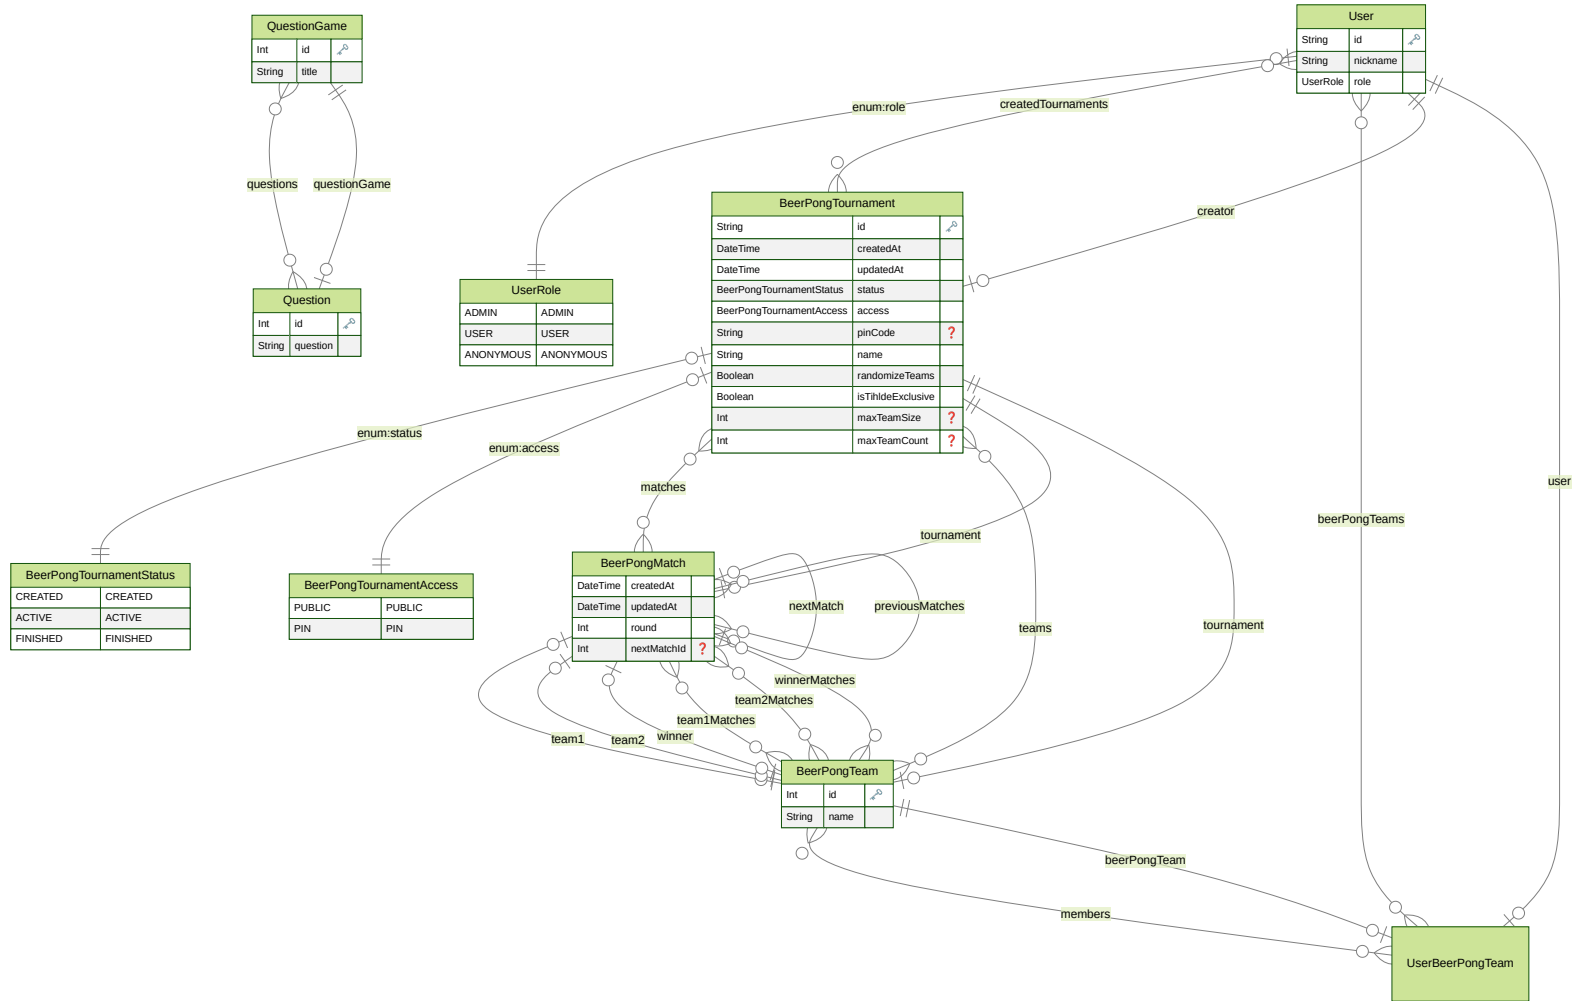 QuestionGame
Int id
String title
User
String id
String nickname
UserRole role
enum:role
createdTournaments
questions
questionGame
BeerPongTournament
String id
DateTime createdAt
DateTime updatedAt
BeerPongTournamentStatus status
BeerPongTournamentAccess access
String pinCode ❓
String name
Boolean randomizeTeams
Boolean isTihldeExclusive
Int maxTeamSize ❓
Int maxTeamCount ❓
creator
Question
Int id
String question
UserRole
ADMIN ADMIN
USER USER
ANONYMOUS ANONYMOUS
enum:status
enum:access
matches
user
beerPongTeams
tournament
BeerPongTournamentStatus
CREATED CREATED
ACTIVE ACTIVE
FINISHED FINISHED
BeerPongTournamentAccess
PUBLIC PUBLIC
PIN PIN
BeerPongMatch
DateTime createdAt
DateTime updatedAt
Int round
Int nextMatchId ❓
nextMatch
previousMatches
teams
tournament
winnerMatches
team2Matches
team1Matches
winner
team2
team1
BeerPongTeam
Int id
String name
beerPongTeam
members
UserBeerPongTeam